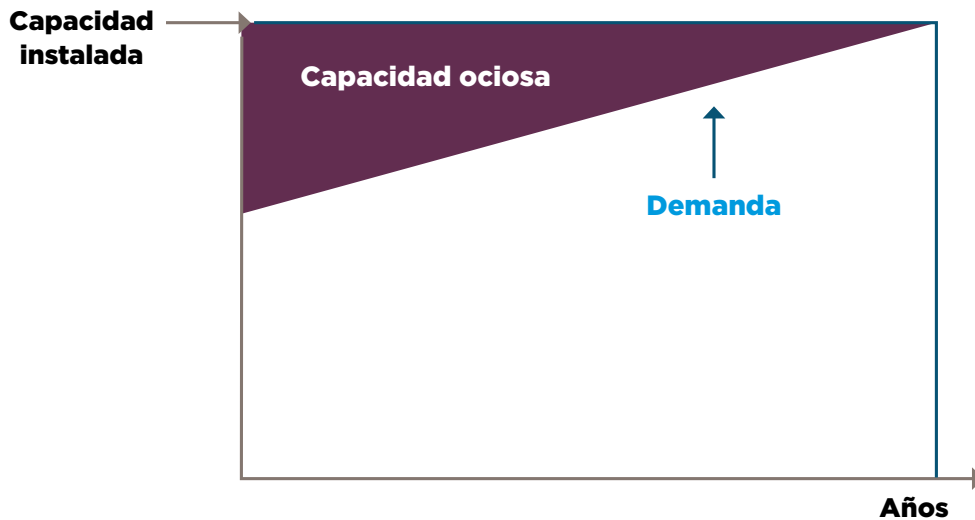 Capacidad
instalada
Capacidad ociosa
Demanda
Años